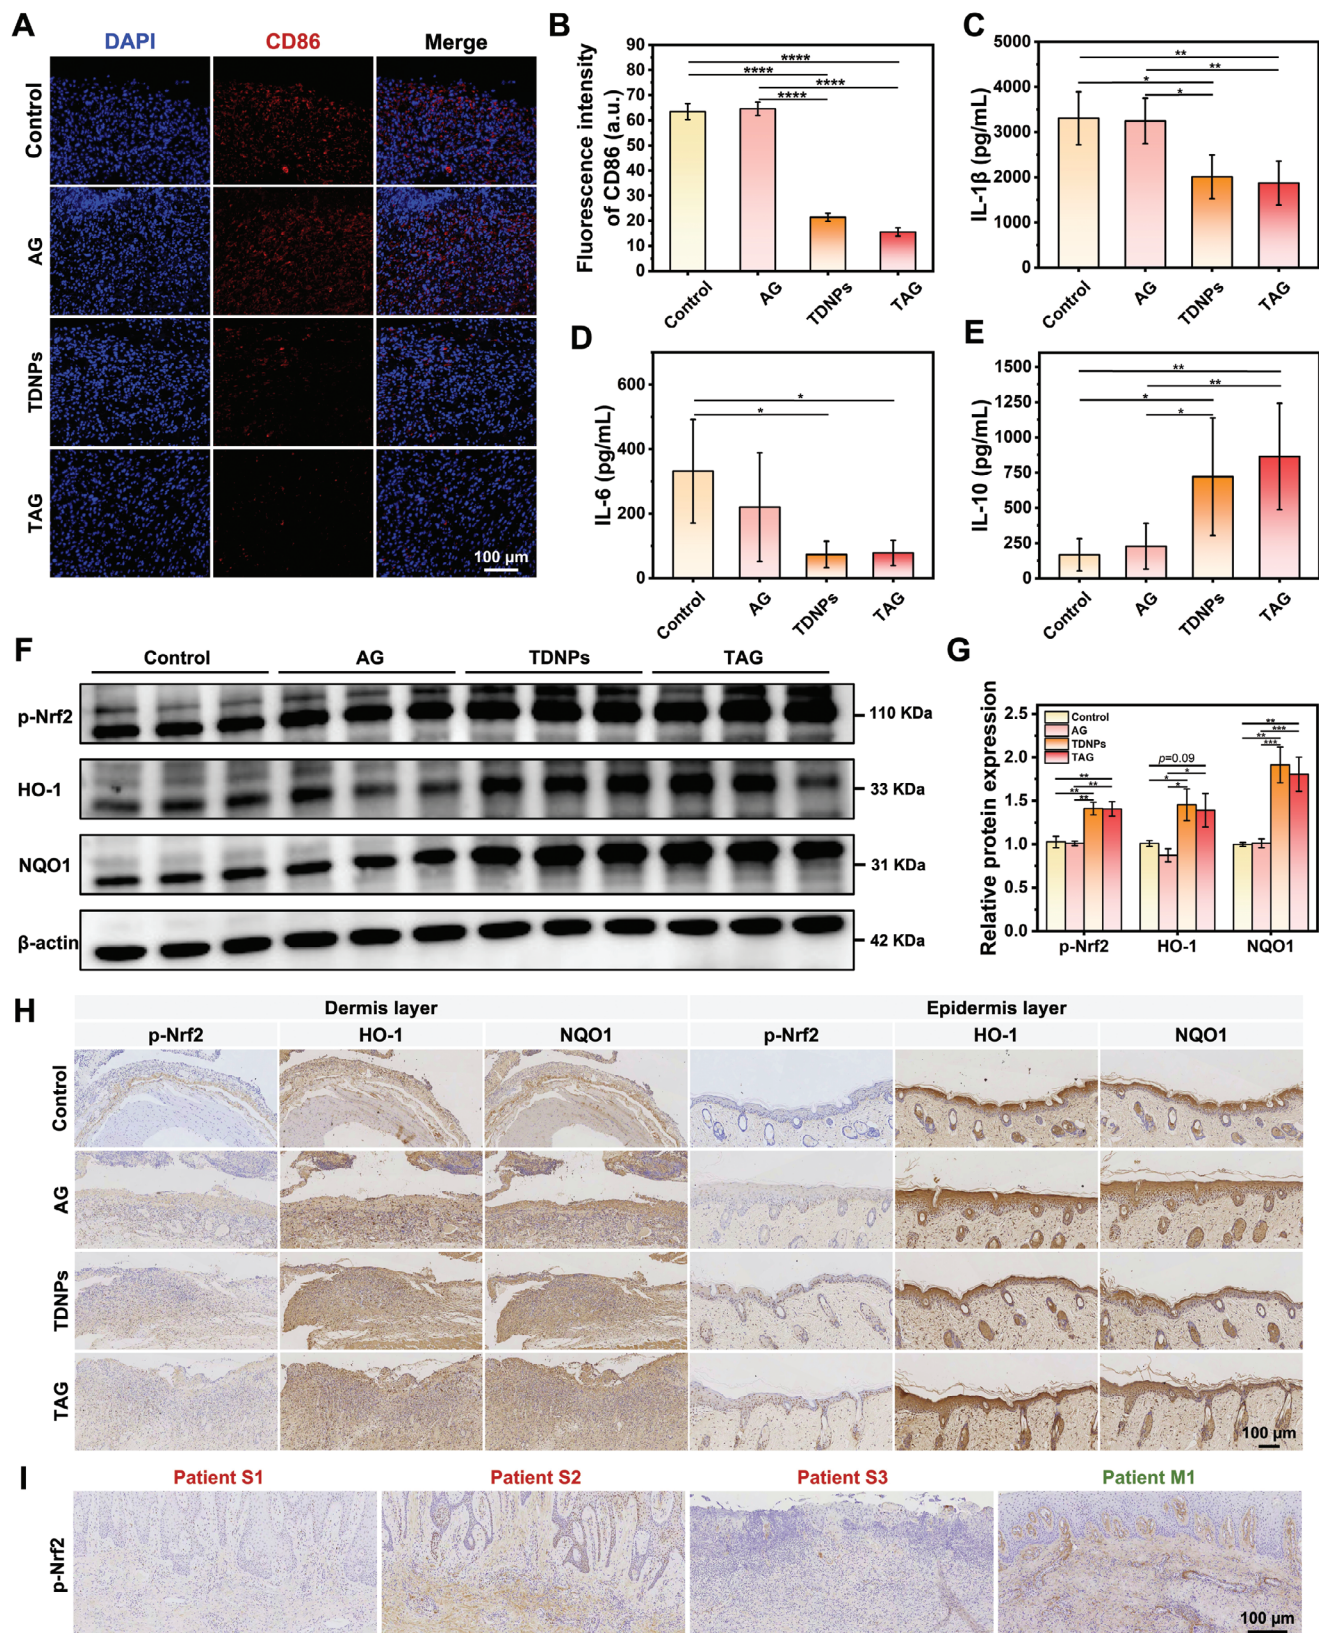 A
DAPI
CD86
Merge
Control
AG
TDNPs
TAG
100 µm
B
Fluorescence intensity
of CD86 (a.u.)
90
80
70
60
50
40
30
20
10
0
****
****
****
****
Control
AG
TDNPs
TAG
C
IL-1β (pg/mL)
5000
4000
3000
2000
1000
0
**
**
*
*
Control
AG
TDNPs
TAG
D
IL-6 (pg/mL)
600
400
200
0
*
*
Control
AG
TDNPs
TAG
E
IL-10 (pg/mL)
1500
1250
1000
750
500
250
0
**
**
*
*
Control
AG
TDNPs
TAG
F
Control
AG
TDNPs
TAG
p-Nrf2
110 KDa
HO-1
33 KDa
NQO1
31 KDa
β-actin
42 KDa
G
Relative protein expression
2.5
2.0
1.5
1.0
0.5
0.0
Control
AG
TDNPs
TAG
**
**
**
**
p=0.09
*
*
*
**
***
**
***
p-Nrf2
HO-1
NQO1
H
Dermis layer
Epidermis layer
p-Nrf2
HO-1
NQO1
p-Nrf2
HO-1
NQO1
Control
AG
TDNPs
TAG
100 µm
I
Patient S1
Patient S2
Patient S3
Patient M1
p-Nrf2
100 µm